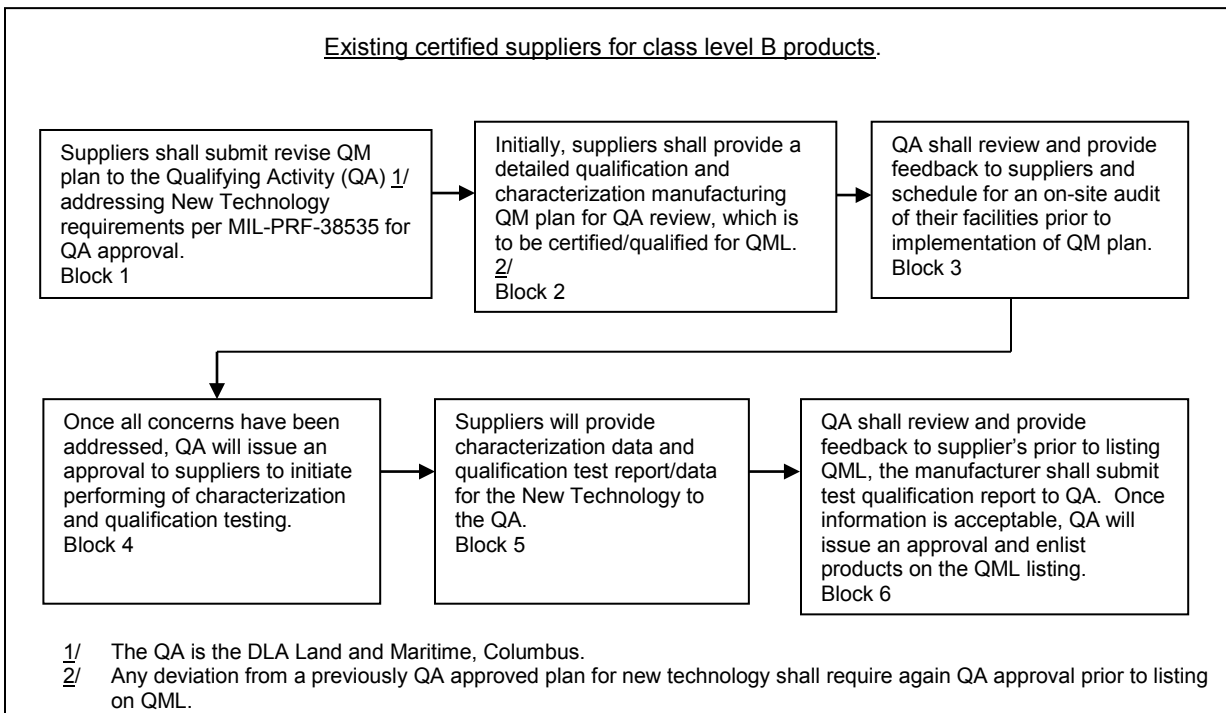 Existing certified suppliers for class level B products.
Suppliers shall submit revise QM
plan to the Qualifying Activity (QA) 1/
addressing New Technology
requirements per MIL-PRF-38535 for
QA approval.
Block 1
Initially, suppliers shall provide a
detailed qualification and
characterization manufacturing
QM plan for QA review, which is
to be certified/qualified for QML.
2/
Block 2
QA shall review and provide
feedback to suppliers and
schedule for an on-site audit
of their facilities prior to
implementation of QM plan.
Block 3
Once all concerns have been
addressed, QA will issue an
approval to suppliers to initiate
performing of characterization
and qualification testing.
Block 4
Suppliers will provide
characterization data and
qualification test report/data
for the New Technology to
the QA.
Block 5
QA shall review and provide
feedback to supplier’s prior to listing
QML, the manufacturer shall submit
test qualification report to QA.  Once
information is acceptable, QA will
issue an approval and enlist
products on the QML listing.
Block 6
1/ The QA is the DLA Land and Maritime, Columbus.
2/ Any deviation from a previously QA approved plan for new technology shall require again QA approval prior to listing
on QML.